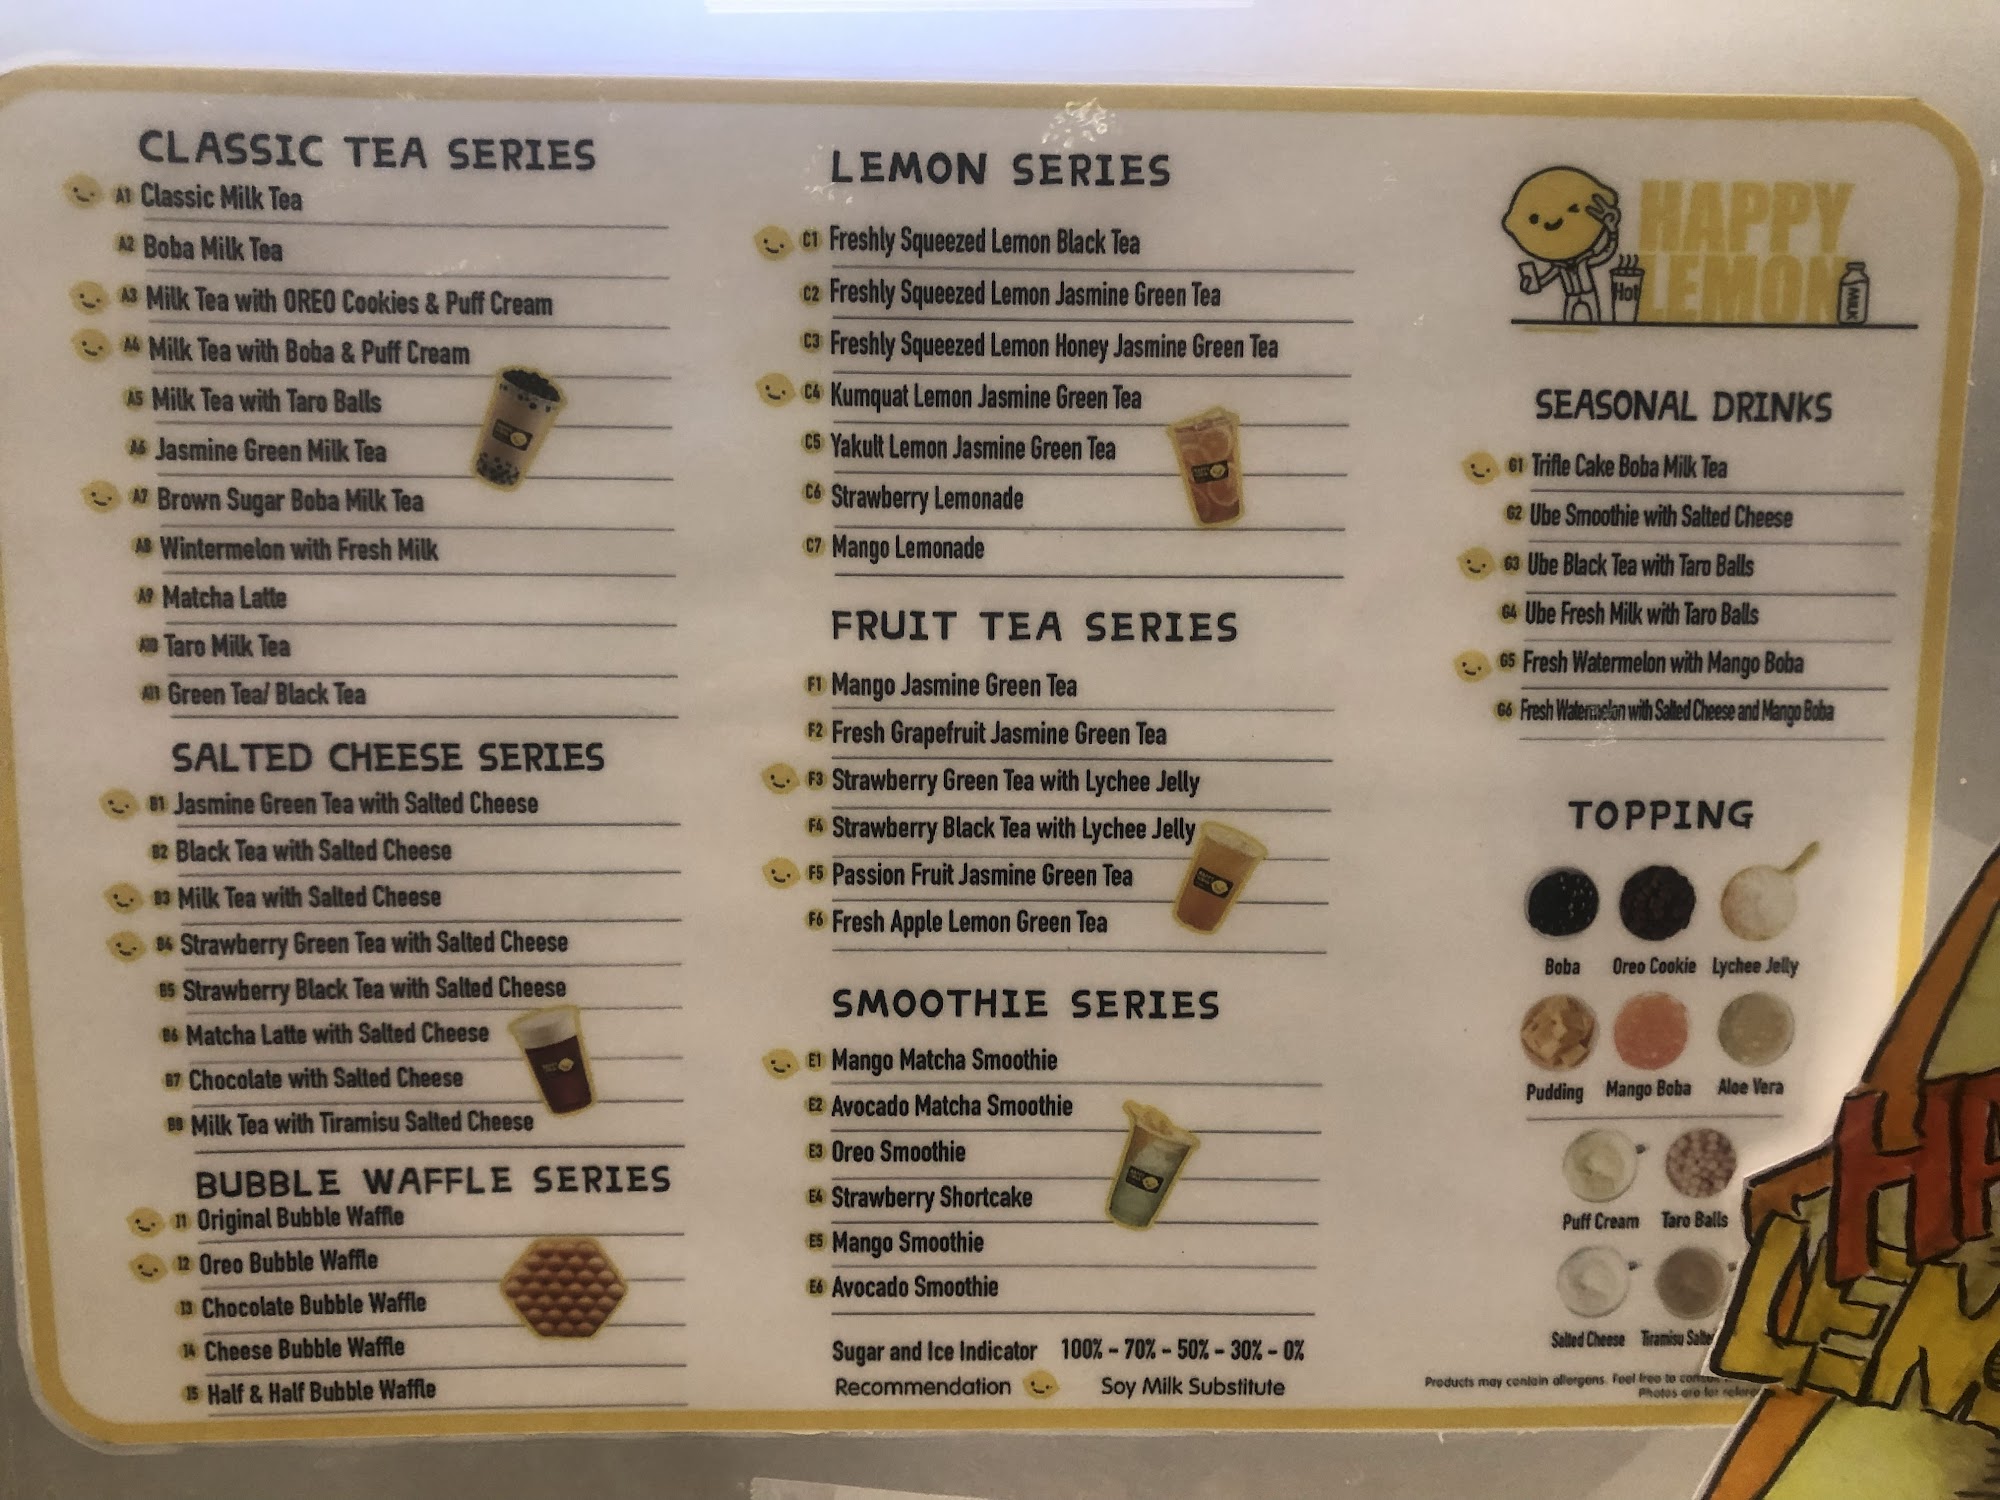 CLASSIC TEA SERIES
A1 Classic Milk Tea
A2 Boba Milk Tea
A3 Milk Tea with OREO Cookies & Puff Cream
A4 Milk Tea with Boba & Puff Cream
A5 Milk Tea with Taro Balls
A6 Jasmine Green Milk Tea
A7 Brown Sugar Boba Milk Tea
A8 Wintermelon with Fresh Milk
A9 Matcha Latte
A10 Taro Milk Tea
A11 Green Tea/ Black Tea
SALTED CHEESE SERIES
B1 Jasmine Green Tea with Salted Cheese
B2 Black Tea with Salted Cheese
B3 Milk Tea with Salted Cheese
B4 Strawberry Green Tea with Salted Cheese
B5 Strawberry Black Tea with Salted Cheese
B6 Matcha Latte with Salted Cheese
B7 Chocolate with Salted Cheese
B8 Milk Tea with Tiramisu Salted Cheese
BUBBLE WAFFLE SERIES
I1 Original Bubble Waffle
I2 Oreo Bubble Waffle
I3 Chocolate Bubble Waffle
I4 Cheese Bubble Waffle
I5 Half & Half Bubble Waffle
LEMON SERIES
C1 Freshly Squeezed Lemon Black Tea
C2 Freshly Squeezed Lemon Jasmine Green Tea
C3 Freshly Squeezed Lemon Honey Jasmine Green Tea
C4 Kumquat Lemon Jasmine Green Tea
C5 Yakult Lemon Jasmine Green Tea
C6 Strawberry Lemonade
C7 Mango Lemonade
FRUIT TEA SERIES
F1 Mango Jasmine Green Tea
F2 Fresh Grapefruit Jasmine Green Tea
F3 Strawberry Green Tea with Lychee Jelly
F4 Strawberry Black Tea with Lychee Jelly
F5 Passion Fruit Jasmine Green Tea
F6 Fresh Apple Lemon Green Tea
SMOOTHIE SERIES
E1 Mango Matcha Smoothie
E2 Avocado Matcha Smoothie
E3 Oreo Smoothie
E4 Strawberry Shortcake
E5 Mango Smoothie
E6 Avocado Smoothie
Sugar and Ice Indicator 100% - 70% - 50% - 30% - 0%
Recommendation Soy Milk Substitute
HAPPY
LEMON
Hot
MILK
SEASONAL DRINKS
G1 Trifle Cake Boba Milk Tea
G2 Ube Smoothie with Salted Cheese
G3 Ube Black Tea with Taro Balls
G4 Ube Fresh Milk with Taro Balls
G5 Fresh Watermelon with Mango Boba
G6 Fresh Watermelon with Salted Cheese and Mango Boba
TOPPING
Boba Oreo Cookie Lychee Jelly
Pudding Mango Boba Aloe Vera
Puff Cream Taro Balls
Salted Cheese Tiramisu
Products may contain allergens. Feel free to
Photos are for